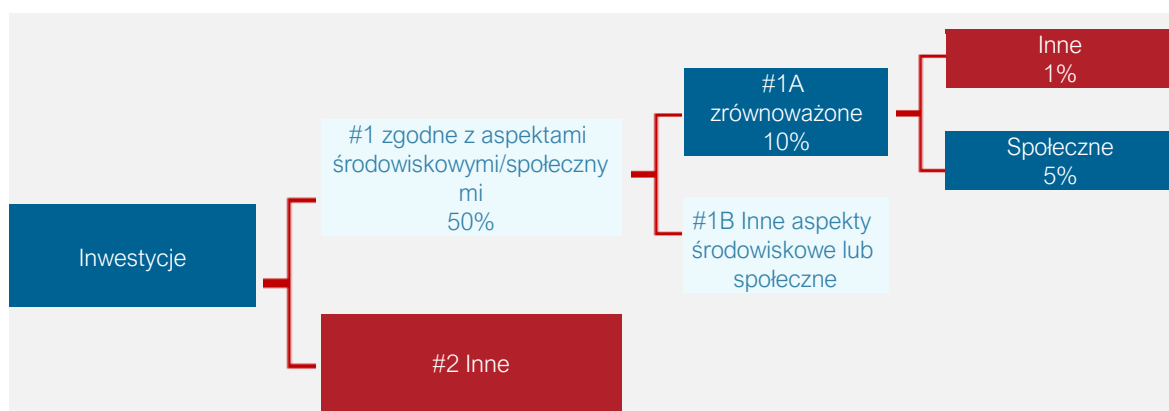 Inwestycje
#1 zgodne z aspektami
środowiskowymi/społeczny
mi
50%
#2 Inne
#1A
zrównoważone
10%
#1B Inne aspekty
środowiskowe lub
społeczne
Inne
1%
Społeczne
5%